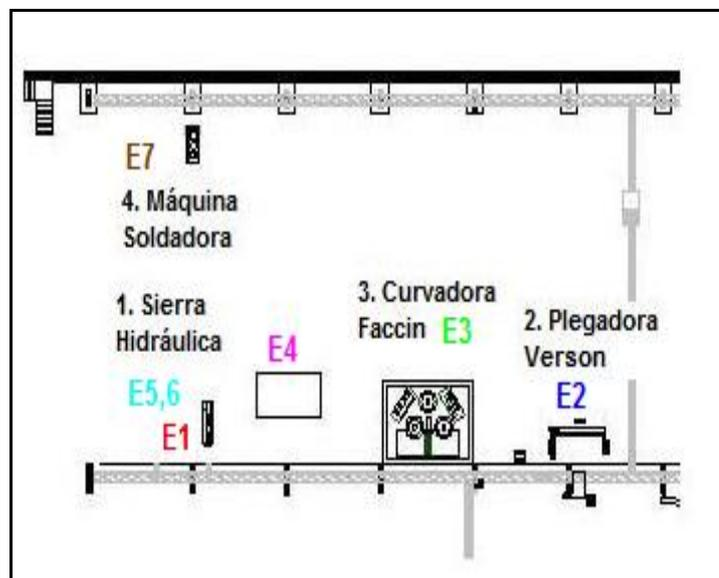 E7
4. Máquina
Soldadora
1. Sierra
Hidráulica
E5,6
E1
E4
3. Curvadora
Faccin E3
2. Plegadora
Verson
E2